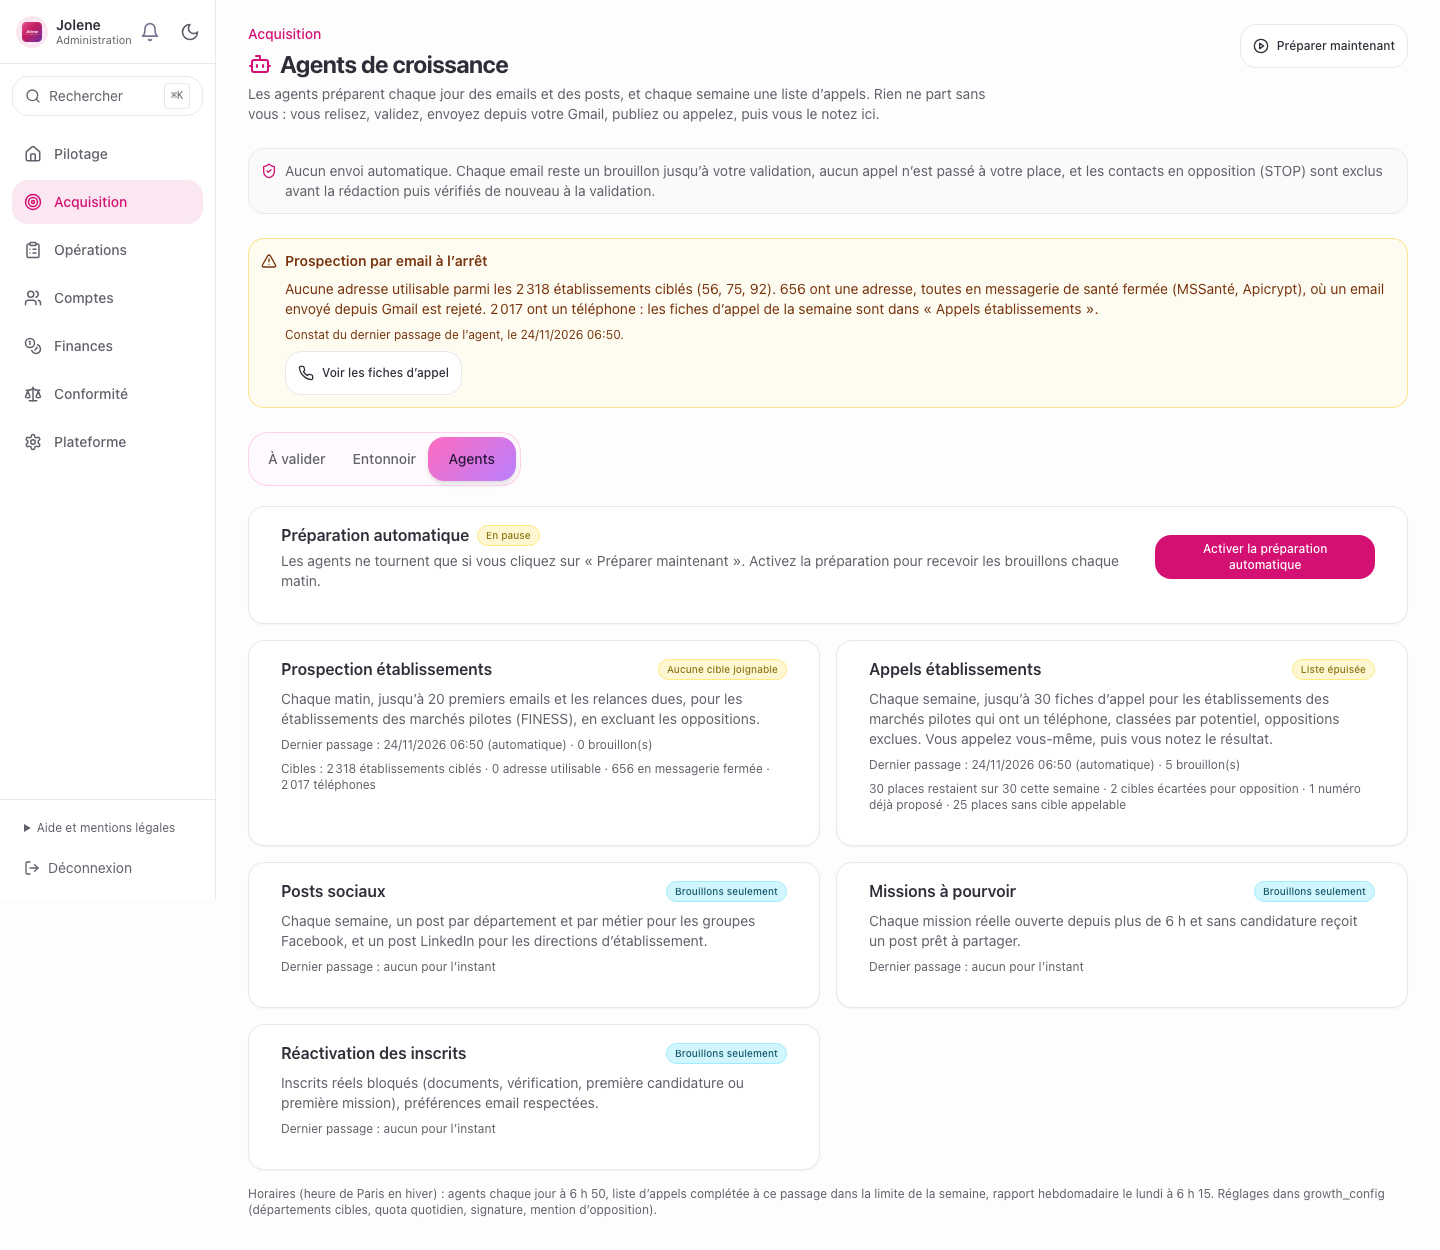 Jolene
Administration
Rechercher
⌘K
Pilotage
Acquisition
Opérations
Comptes
Finances
Conformité
Plateforme
Aide et mentions légales
Déconnexion
Acquisition
Agents de croissance
Les agents préparent chaque jour des emails et des posts, et chaque semaine une liste d’appels. Rien ne part sans
vous : vous relisez, validez, envoyez depuis votre Gmail, publiez ou appelez, puis vous le notez ici.
Préparer maintenant
Aucun envoi automatique. Chaque email reste un brouillon jusqu’à votre validation, aucun appel n’est passé à votre place, et les contacts en opposition (STOP) sont exclus
avant la rédaction puis vérifiés de nouveau à la validation.
Prospection par email à l’arrêt
Aucune adresse utilisable parmi les 2 318 établissements ciblés (56, 75, 92). 656 ont une adresse, toutes en messagerie de santé fermée (MSSanté, Apicrypt), où un email
envoyé depuis Gmail est rejeté. 2 017 ont un téléphone : les fiches d’appel de la semaine sont dans « Appels établissements ».
Constat du dernier passage de l’agent, le 24/11/2026 06:50.
Voir les fiches d’appel
À valider
Entonnoir
Agents
Préparation automatique
En pause
Les agents ne tournent que si vous cliquez sur « Préparer maintenant ». Activez la préparation pour recevoir les brouillons chaque
matin.
Activer la préparation
automatique
Prospection établissements
Aucune cible joignable
Chaque matin, jusqu’à 20 premiers emails et les relances dues, pour les
établissements des marchés pilotes (FINESS), en excluant les oppositions.
Dernier passage : 24/11/2026 06:50 (automatique) · 0 brouillon(s)
Cibles : 2 318 établissements ciblés · 0 adresse utilisable · 656 en messagerie fermée ·
2 017 téléphones
Appels établissements
Liste épuisée
Chaque semaine, jusqu’à 30 fiches d’appel pour les établissements des
marchés pilotes qui ont un téléphone, classées par potentiel, oppositions
exclues. Vous appelez vous-même, puis vous notez le résultat.
Dernier passage : 24/11/2026 06:50 (automatique) · 5 brouillon(s)
30 places restaient sur 30 cette semaine · 2 cibles écartées pour opposition · 1 numéro
déjà proposé · 25 places sans cible appelable
Posts sociaux
Brouillons seulement
Chaque semaine, un post par département et par métier pour les groupes
Facebook, et un post LinkedIn pour les directions d’établissement.
Dernier passage : aucun pour l’instant
Missions à pourvoir
Brouillons seulement
Chaque mission réelle ouverte depuis plus de 6 h et sans candidature reçoit
un post prêt à partager.
Dernier passage : aucun pour l’instant
Réactivation des inscrits
Brouillons seulement
Inscrits réels bloqués (documents, vérification, première candidature ou
première mission), préférences email respectées.
Dernier passage : aucun pour l’instant
Horaires (heure de Paris en hiver) : agents chaque jour à 6 h 50, liste d’appels complétée à ce passage dans la limite de la semaine, rapport hebdomadaire le lundi à 6 h 15. Réglages dans growth_config
(départements cibles, quota quotidien, signature, mention d’opposition).